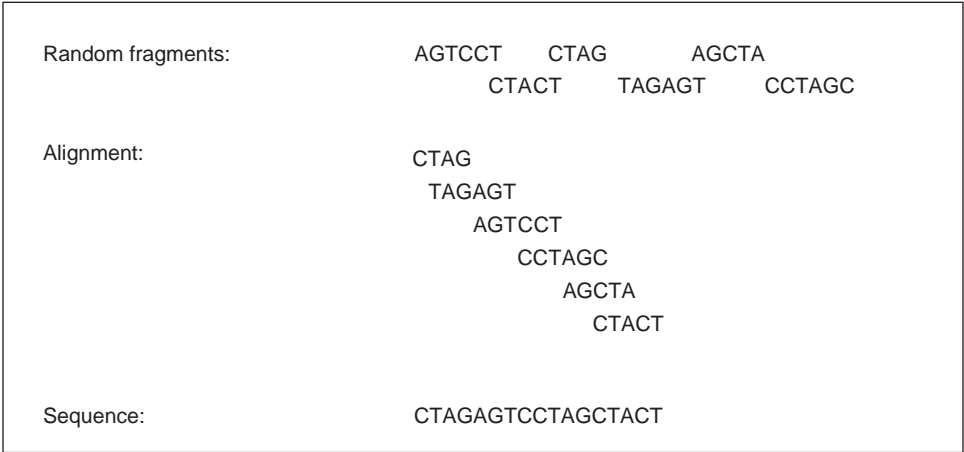 Random fragments: AGTCCT CTAG AGCTA
CTACT TAGAGT CCTAGC
Alignment: CTAG
TAGAGT
AGTCCT
CCTAGC
AGCTA
CTACT
Sequence: CTAGAGTCCTAGCTACT